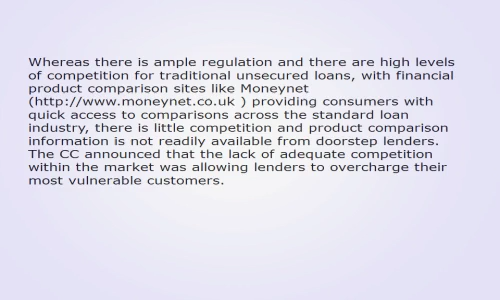 Whereas there is ample regulation and there are high levels
of competition for traditional unsecured loans, with financial
product comparison sites like Moneynet
(http://www.moneynet.co.uk ) providing consumers with
quick access to comparisons across the standard loan
industry, there is little competition and product comparison
information is not readily available from doorstep lenders.
The CC announced that the lack of adequate competition
within the market was allowing lenders to overcharge their
most vulnerable customers.